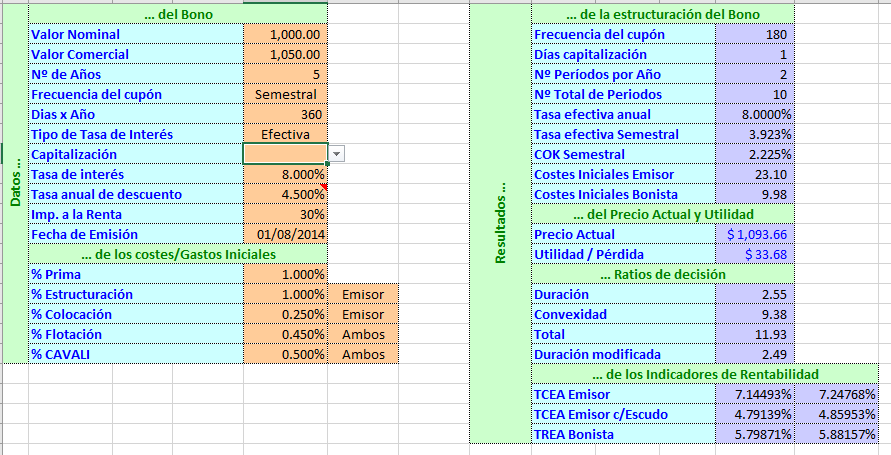 Datos ...
... del Bono
Valor Nominal 1,000.00
Valor Comercial 1,050.00
Nº de Años 5
Frecuencia del cupón Semestral
Dias x Año 360
Tipo de Tasa de Interés Efectiva
Capitalización
Tasa de interés 8.000%
Tasa anual de descuento 4.500%
Imp. a la Renta 30%
Fecha de Emisión 01/08/2014
... de los costes/Gastos Iniciales
% Prima 1.000%
% Estructuración 1.000% Emisor
% Colocación 0.250% Emisor
% Flotación 0.450% Ambos
% CAVALI 0.500% Ambos
Resultados ...
... de la estructuración del Bono
Frecuencia del cupón 180
Días capitalización 1
Nº Períodos por Año 2
Nº Total de Periodos 10
Tasa efectiva anual 8.0000%
Tasa efectiva Semestral 3.923%
COK Semestral 2.225%
Costes Iniciales Emisor 23.10
Costes Iniciales Bonista 9.98
... del Precio Actual y Utilidad
Precio Actual $ 1,093.66
Utilidad / Pérdida $ 33.68
... Ratios de decisión
Duración 2.55
Convexidad 9.38
Total 11.93
Duración modificada 2.49
... de los Indicadores de Rentabilidad
TCEA Emisor 7.14493% 7.24768%
TCEA Emisor c/Escudo 4.79139% 4.85953%
TREA Bonista 5.79871% 5.88157%